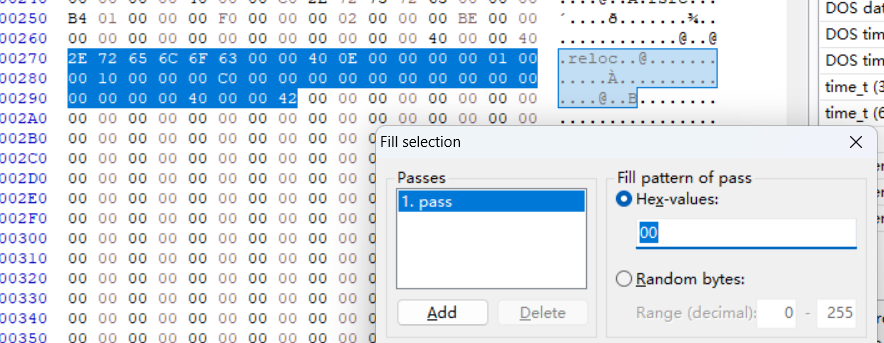 00250 B4 01 00 00 00 F0 00 00 00 02 00 00 00 BE 00 00 ´....ð.......¾..
00260 00 00 00 00 00 00 00 00 00 00 00 00 40 00 00 40 ............@..@
00270 2E 72 65 6C 6F 63 00 00 40 0E 00 00 00 00 01 00 .reloc..@.......
00280 00 10 00 00 00 C0 00 00 00 00 00 00 00 00 00 00 .....À..........
00290 00 00 00 00 40 00 00 42 00 00 00 00 00 00 00 00 ....@..B........
002A0 00 00 00 00 00 00 00 00 00 00 00 00 00 00 00 00 ................
002B0 00 00 00 00 00 00 00 00 00 00 00 00 00
002C0 00 00 00 00 00 00 00 00 00 00 00 00 00
002D0 00 00 00 00 00 00 00 00 00 00 00 00 00
002E0 00 00 00 00 00 00 00 00 00 00 00 00 00
002F0 00 00 00 00 00 00 00 00 00 00 00 00 00
00300 00 00 00 00 00 00 00 00 00 00 00 00 00
00310 00 00 00 00 00 00 00 00 00 00 00 00 00
00320 00 00 00 00 00 00 00 00 00 00 00 00 00
00330 00 00 00 00 00 00 00 00 00 00 00 00 00
00340 00 00 00 00 00 00 00 00 00 00 00 00 00
00350 00 00 00 00 00 00 00 00 00 00 00 00 00
DOS dat
DOS tim
DOS tim
time_t (3
time_t (6
Fill selection
Passes
1. pass
Add
Delete
Fill pattern of pass
Hex-values:
00
Random bytes:
Range (decimal): 0 - 255